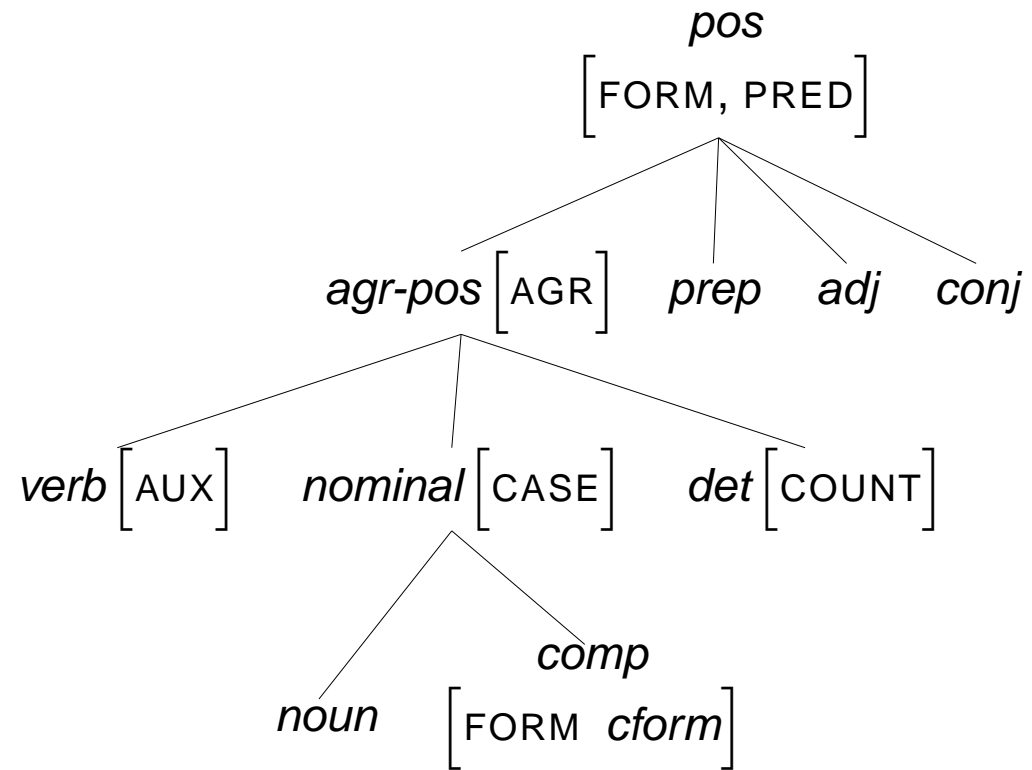 pos
[FORM, PRED]
agr-pos [AGR] prep adj conj
verb [AUX] nominal [CASE] det [COUNT]
comp
noun [FORM cform]